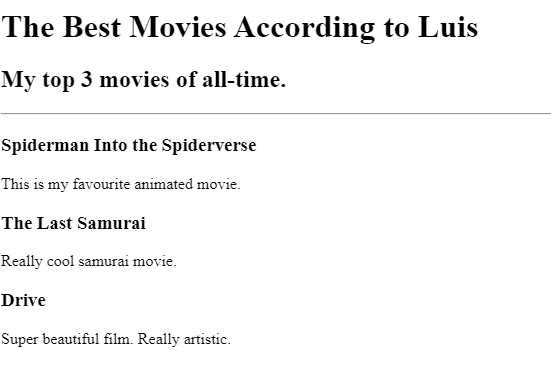 The Best Movies According to Luis
My top 3 movies of all-time.
Spiderman Into the Spiderverse
This is my favourite animated movie.
The Last Samurai
Really cool samurai movie.
Drive
Super beautiful film. Really artistic.